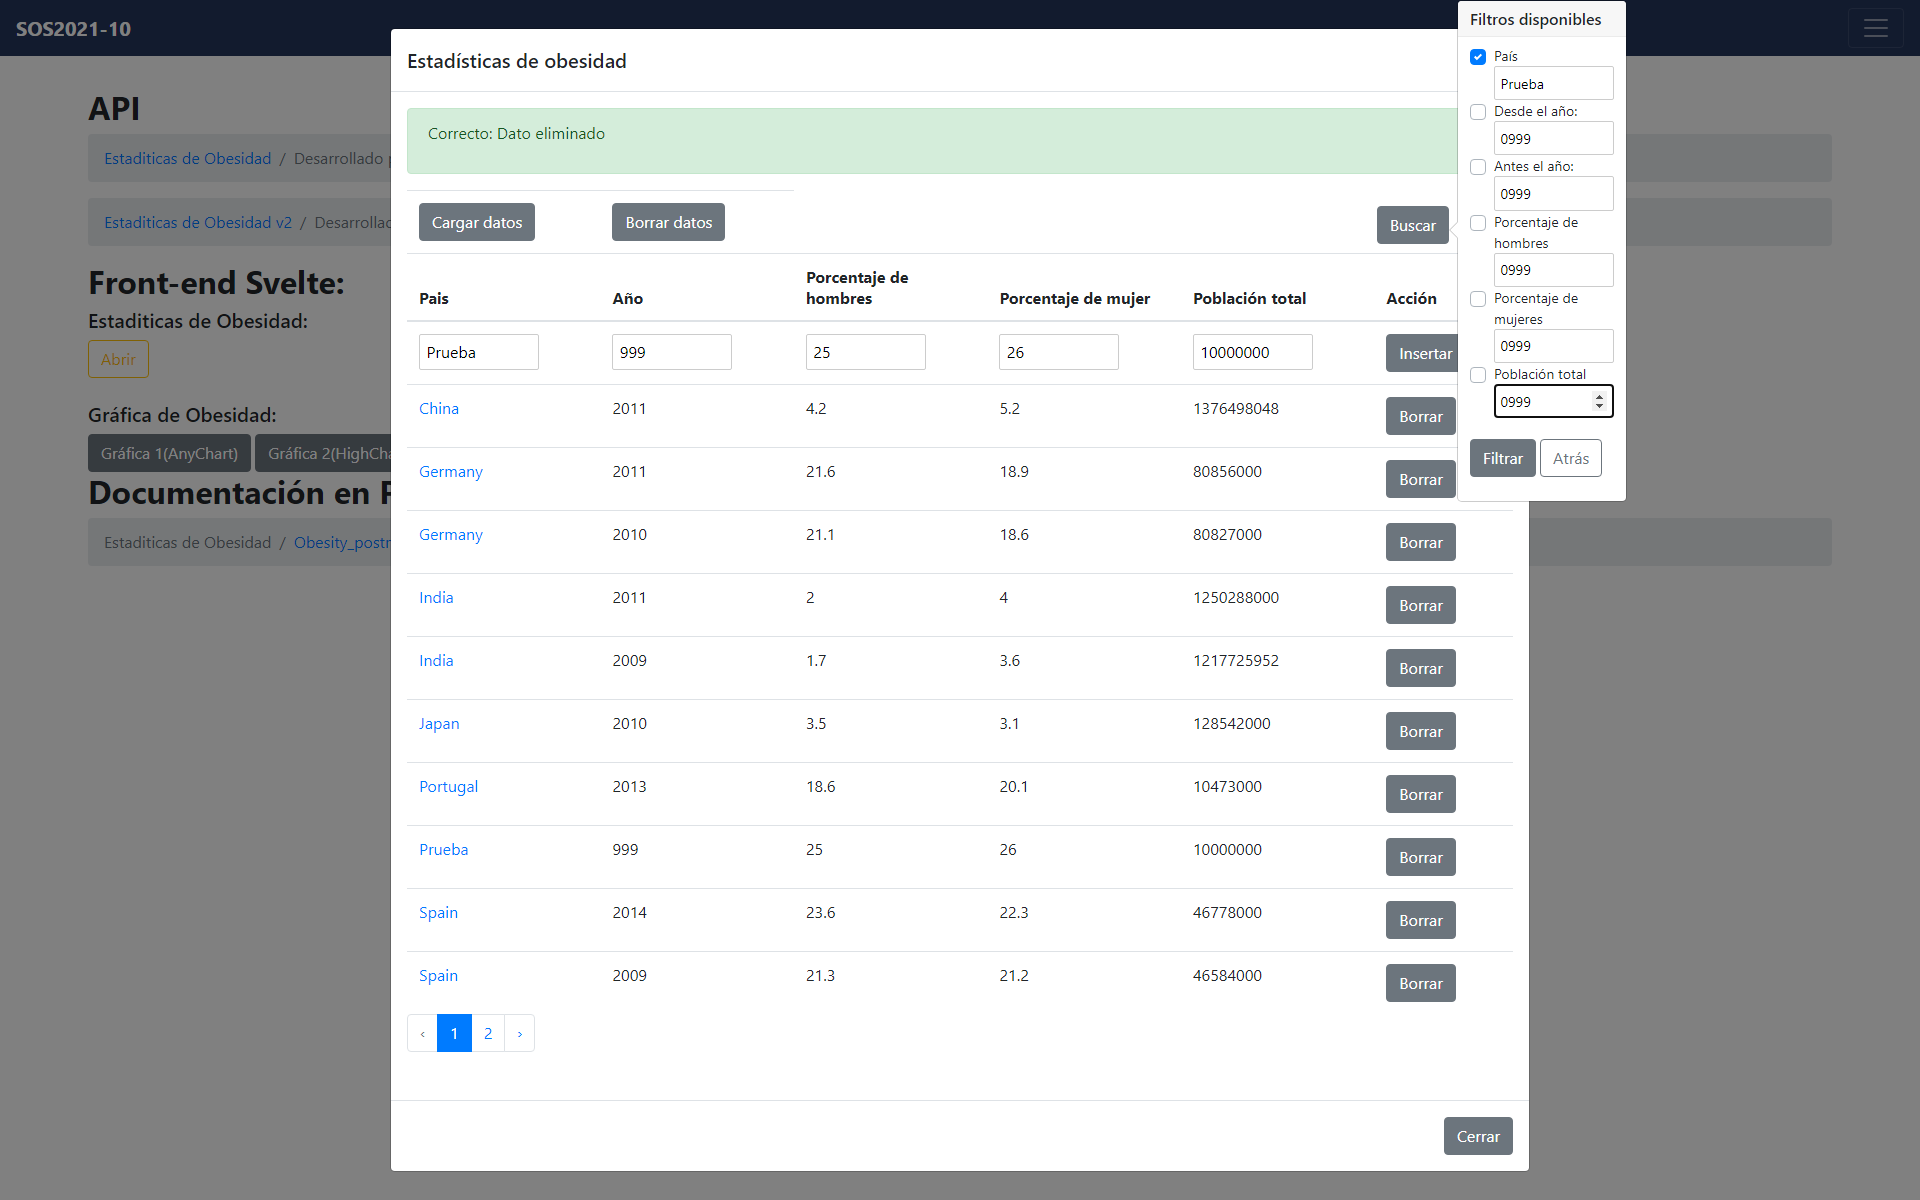 SOS2021-10
API
Estaditicas de Obesidad / Desarrollado
Estaditicas de Obesidad v2 / Desarrollad
Front-end Svelte:
Estaditicas de Obesidad:
Abrir
Gráfica de Obesidad:
Gráfica 1(AnyChart) Gráfica 2(HighCha
Documentación en
Estaditicas de Obesidad / Obesity_postr
Estadísticas de obesidad
Correcto: Dato eliminado
Cargar datos Borrar datos Buscar
Pais Año Porcentaje de hombres Porcentaje de mujer Población total Acción
Prueba 999 25 26 10000000 Insertar
China 2011 4.2 5.2 1376498048 Borrar
Germany 2011 21.6 18.9 80856000 Borrar
Germany 2010 21.1 18.6 80827000 Borrar
India 2011 2 4 1250288000 Borrar
India 2009 1.7 3.6 1217725952 Borrar
Japan 2010 3.5 3.1 128542000 Borrar
Portugal 2013 18.6 20.1 10473000 Borrar
Prueba 999 25 26 10000000 Borrar
Spain 2014 23.6 22.3 46778000 Borrar
Spain 2009 21.3 21.2 46584000 Borrar
‹ 1 2 ›
Cerrar
Filtros disponibles
País
Prueba
Desde el año:
0999
Antes el año:
0999
Porcentaje de
hombres
0999
Porcentaje de
mujeres
0999
Población total
0999
Filtrar Atrás